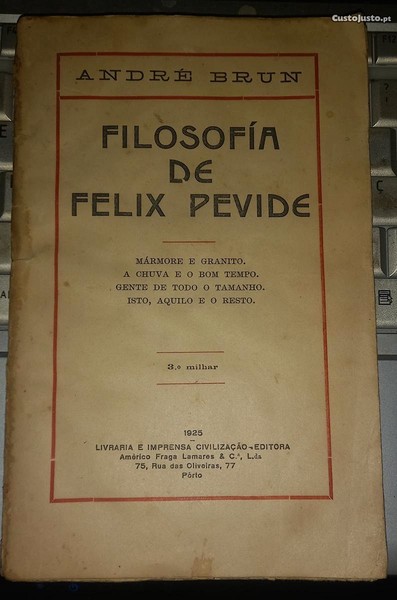 CustoJusto.pt
ANDRÉ BRUN
FILOSOFÍA
DE
FELIX PEVIDE
MÁRMORE E GRANITO.
A CHUVA E O BOM TEMPO.
GENTE DE TODO O TAMANHO.
ISTO, AQUILO E O RESTO.
3.º milhar
1925
LIVRARIA E IMPRENSA CIVILIZAÇÃO-EDITORA
Américo Fraga Lamares & C.ª, L.da
75, Rua das Oliveiras, 77
Pôrto